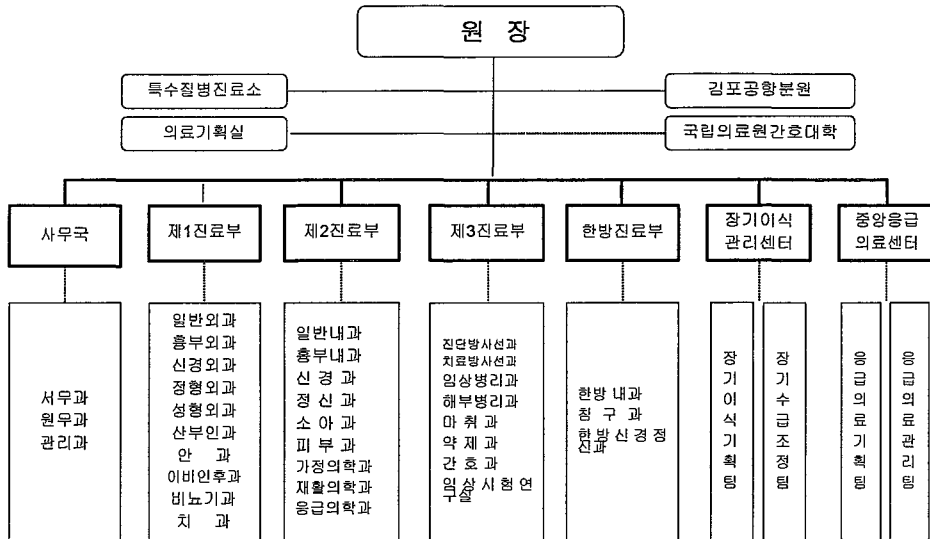 원 장
특수질병진료소
김포공항분원
의료기획실
국립의료원간호대학
사무국
제1진료부
제2진료부
제3진료부
한방진료부
장기이식
관리센터
중앙응급
의료센터
서무과
원무과
관리과
일반외과
흉부외과
신경외과
정형외과
성형외과
산부인과
안 과
이비인후과
비뇨기과
치 과
일반내과
흉부내과
신 경 과
정 신 과
소 아 과
피 부 과
가정의학과
재활의학과
응급의학과
진단방사선과
치료방사선과
임상병리과
해부병리과
마 취 과
약 제 과
간 호 과
임상시험연
구실
한방내과
침 구 과
한방신경정
신과
장기이식기획팀
장기수급조정팀
응급의료기획팀
응급의료관리팀